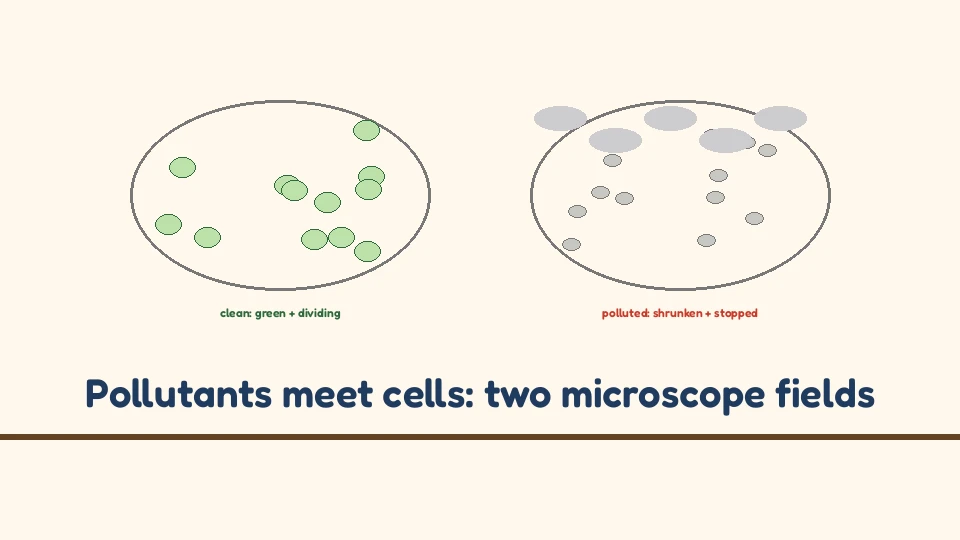 clean: green + dividing
polluted: shrunken + stopped
Pollutants meet cells: two microscope fields